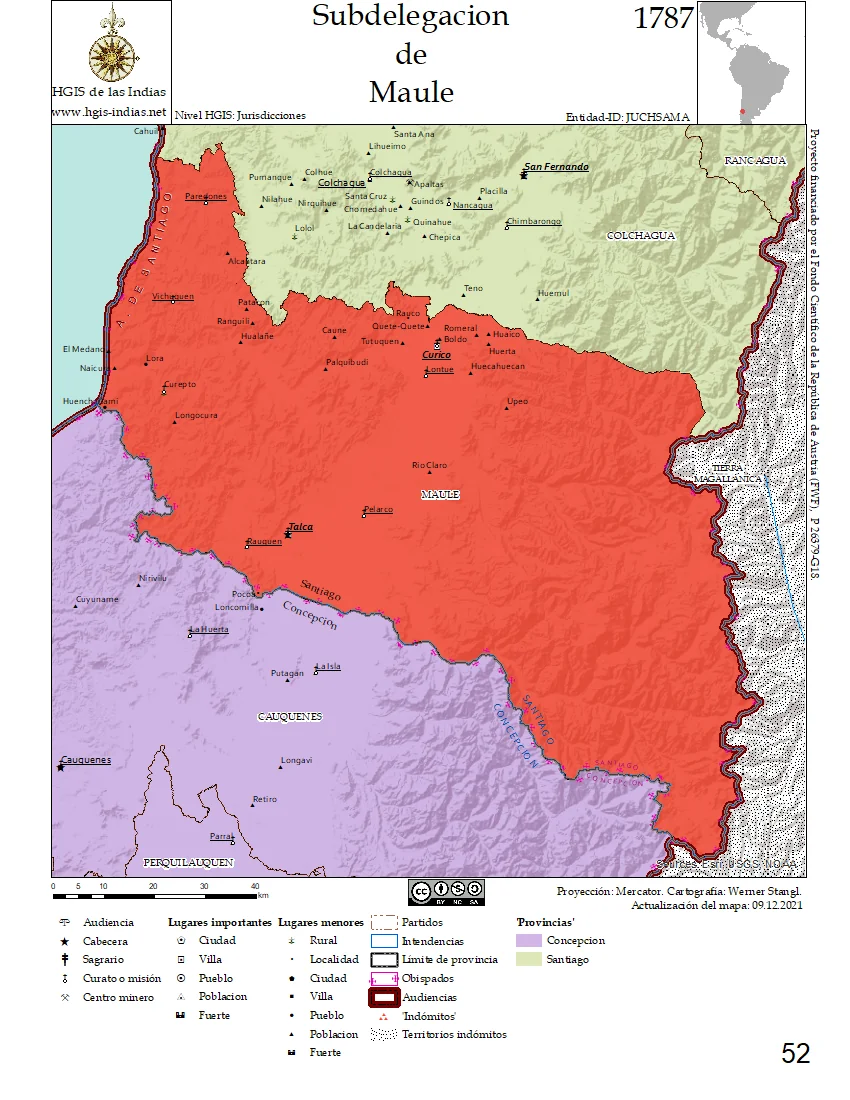 Subdelegacion
de
Maule
1787
HGIS de las Indias
www.hgis-indias.net
Nivel HGIS: Jurisdicciones
Entidad-ID: JUCHSAMA
Cahuil
Santa Ana
Lihueimo
RANCAGUA
San Fernando
Pumanque
Colhue
Colchagua
Colchagua
Apaltas
Placilla
Paredones
Nilahue
Nirquihue
Santa Cruz
Guindos
Nancagua
Chomedahue
Quinahue
Chimbarongo
Lolol
La Candelaria
Chepica
COLCHAGUA
A. DE SANTIAGO
Alcantara
Teno
Huemul
Vichuquen
Patacon
Ranguili
Rauco
Caune
Quete-Quete
Romeral
Huaico
Hualañe
Tutuquen
Boldo
El Medano
Curico
Huerta
Lora
Naicu
Palquibudi
Lontue
Huecahuecan
Curepto
Huenchullami
Upeo
Longocura
Rio Claro
TIERRA
MAGALLANICA
MAULE
Pelarco
Talca
Rauquen
Nirivilu
Santiago
Pocoa
Cuyuname
Loncomilla
Concepcion
La Huerta
La Isla
Putagan
SANTIAGO
CONCEPCION
CAUQUENES
Cauquenes
Longavi
SANTIAGO
CONCEPCION
Retiro
Parral
PERQUILAUQUEN
Sources: Esri, USGS, NOAA
Proyecto financiado por el Fondo Científico de la República de Austria (FWF), P 26379-G18
0 5 10 20 30 40
km
CC BY NC SA
Proyección: Mercator. Cartografía: Werner Stangl.
Actualización del mapa: 09.12.2021
Audiencia
Cabecera
Sagrario
Curato o misión
Centro minero
Lugares importantes
Ciudad
Villa
Pueblo
Poblacion
Fuerte
Lugares menores
Rural
Localidad
Ciudad
Villa
Pueblo
Poblacion
Fuerte
Partidos
Intendencias
Límite de provincia
Obispados
Audiencias
'Indómitos'
Territorios indómitos
'Provincias'
Concepcion
Santiago
52